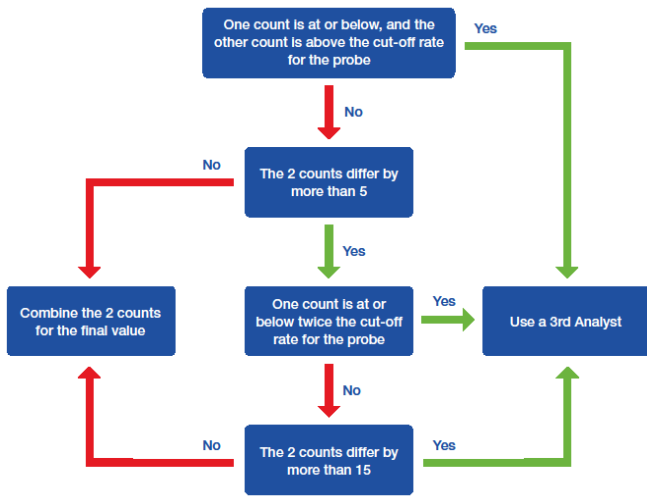 One count is at or below, and the
other count is above the cut-off rate
for the probe
Yes
No
No
The 2 counts differ by
more than 5
Yes
Combine the 2 counts
for the final value
One count is at or
below twice the cut-off
rate for the probe
Yes
Use a 3rd Analyst
No
No
The 2 counts differ by
more than 15
Yes